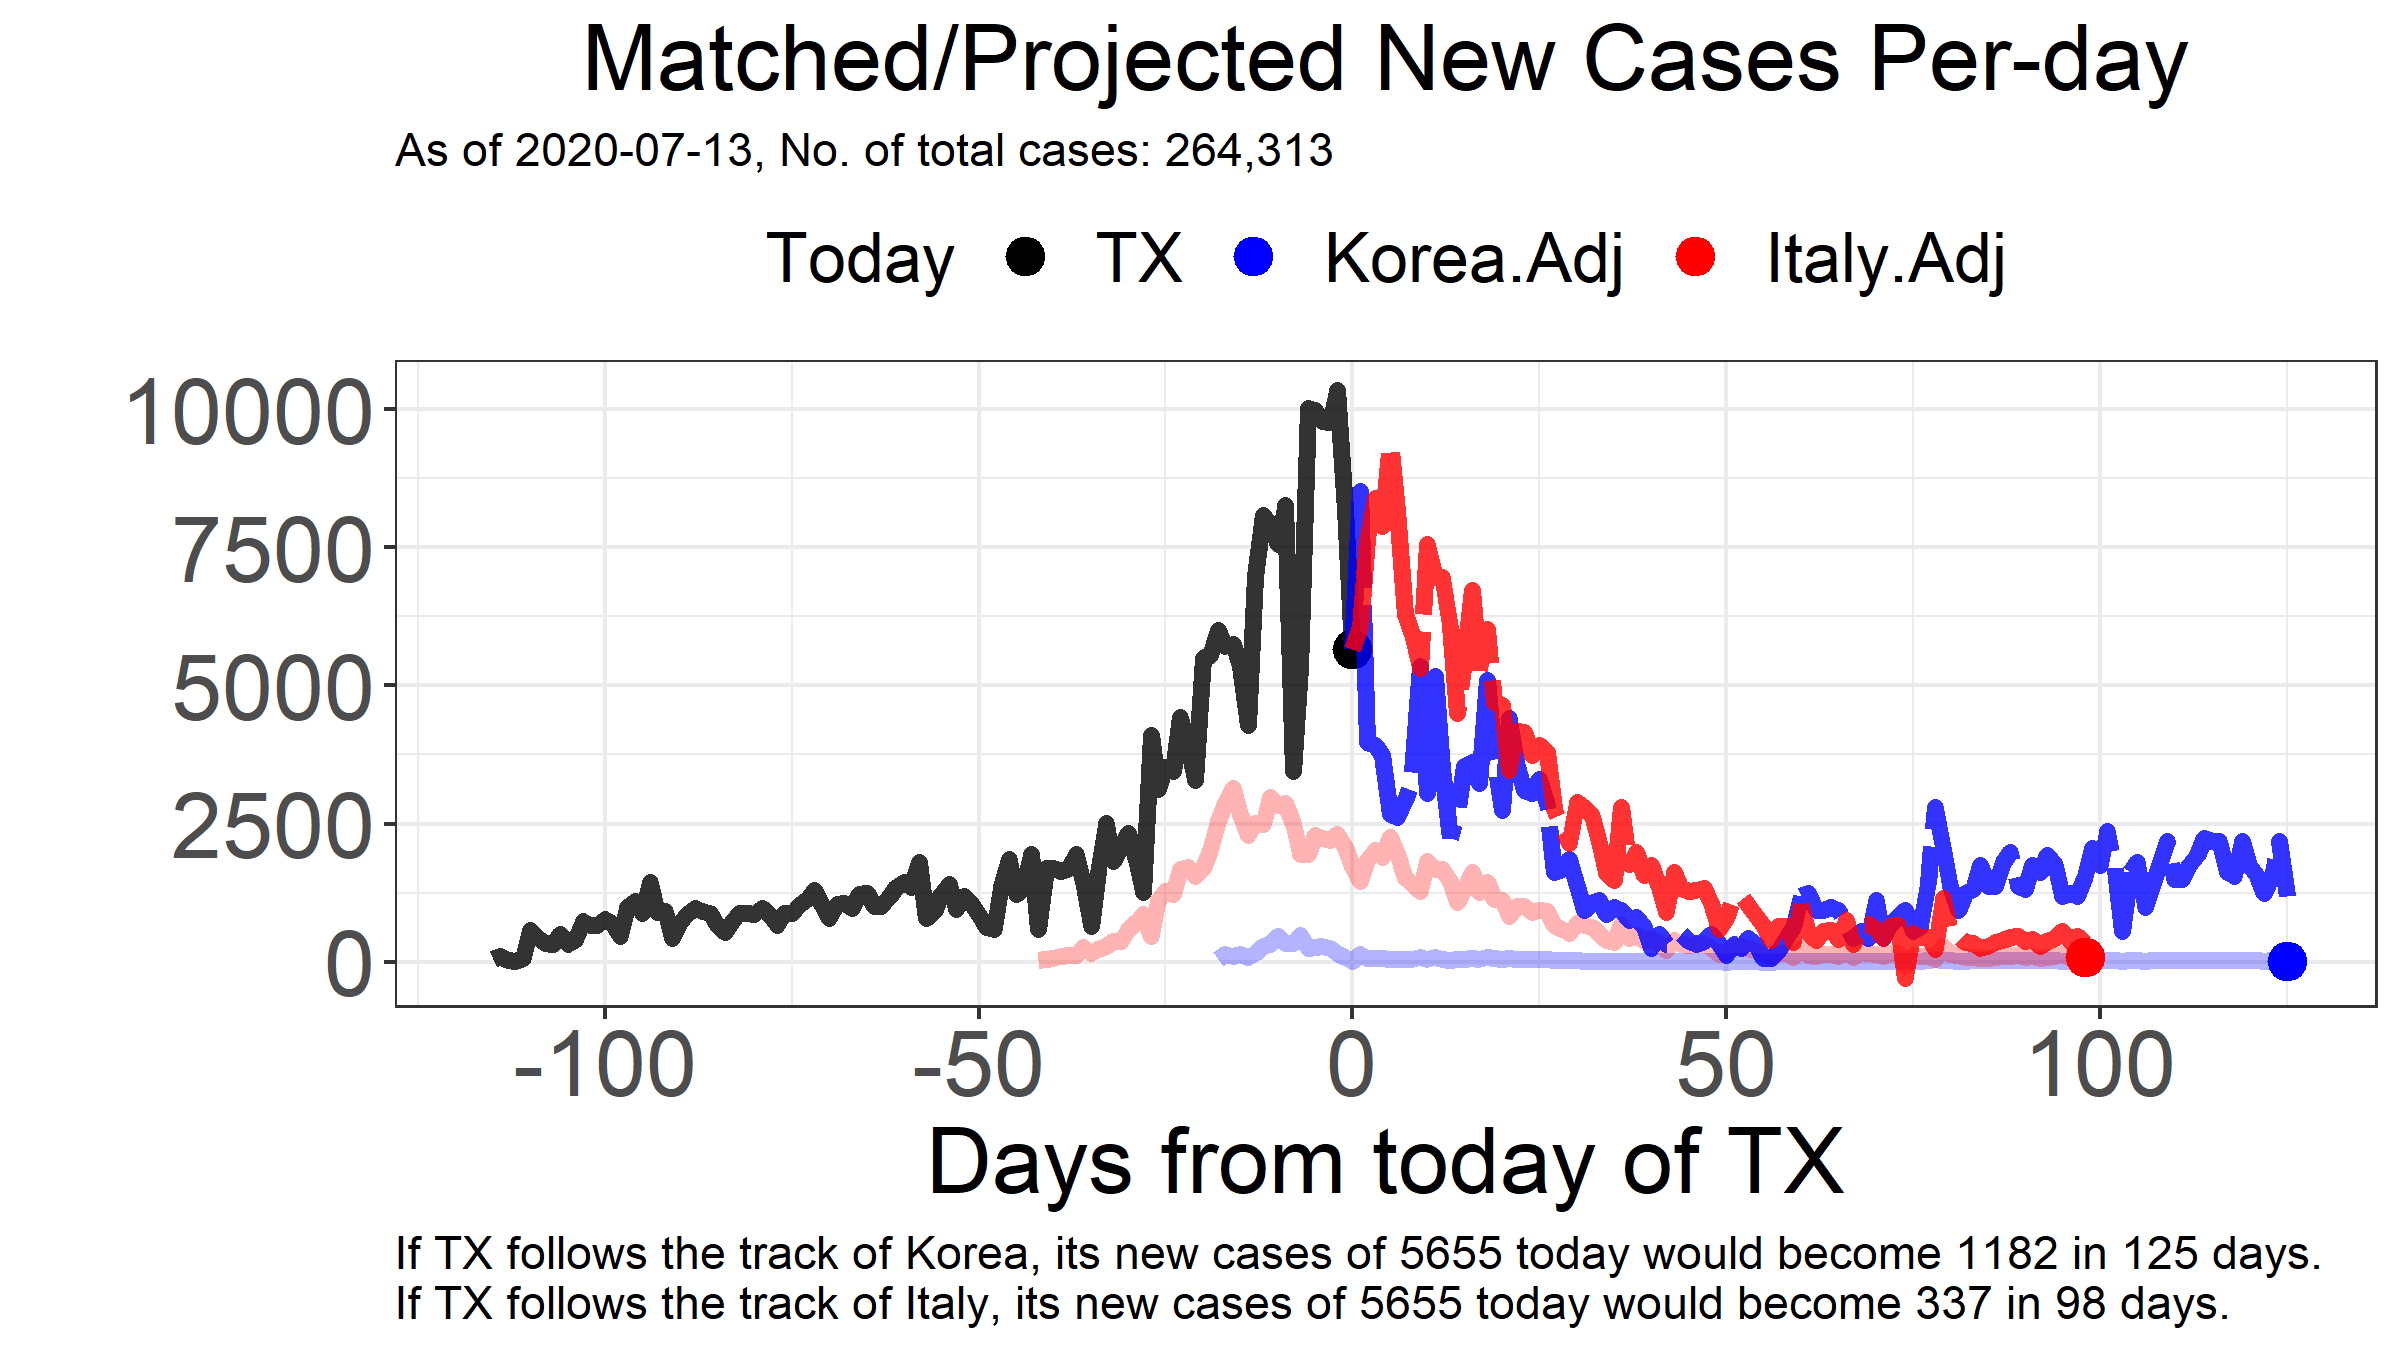 Matched/Projected New Cases Per-day
As of 2020-07-13, No. of total cases: 264,313
Today TX Korea.Adj Italy.Adj
10000
7500
5000
2500
0
-100 -50 0 50 100
Days from today of TX
If TX follows the track of Korea, its new cases of 5655 today would become 1182 in 125 days.
If TX follows the track of Italy, its new cases of 5655 today would become 337 in 98 days.